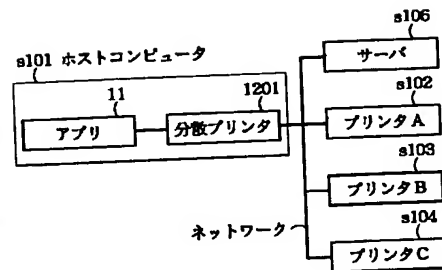 s106
s101 ホストコンピュータ
サーバ
11
1201
s102
アプリ
分散プリンタ
プリンタA
s103
プリンタB
ネットワーク
s104
プリンタC